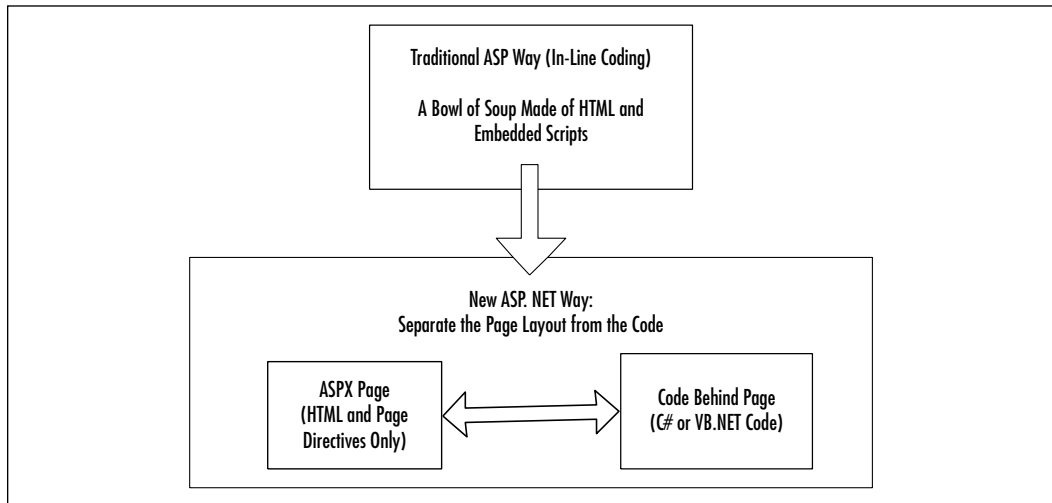 Traditional ASP Way (In-Line Coding)
A Bowl of Soup Made of HTML and
Embedded Scripts
New ASP. NET Way:
Separate the Page Layout from the Code
ASPX Page
(HTML and Page
Directives Only)
Code Behind Page
(C# or VB.NET Code)